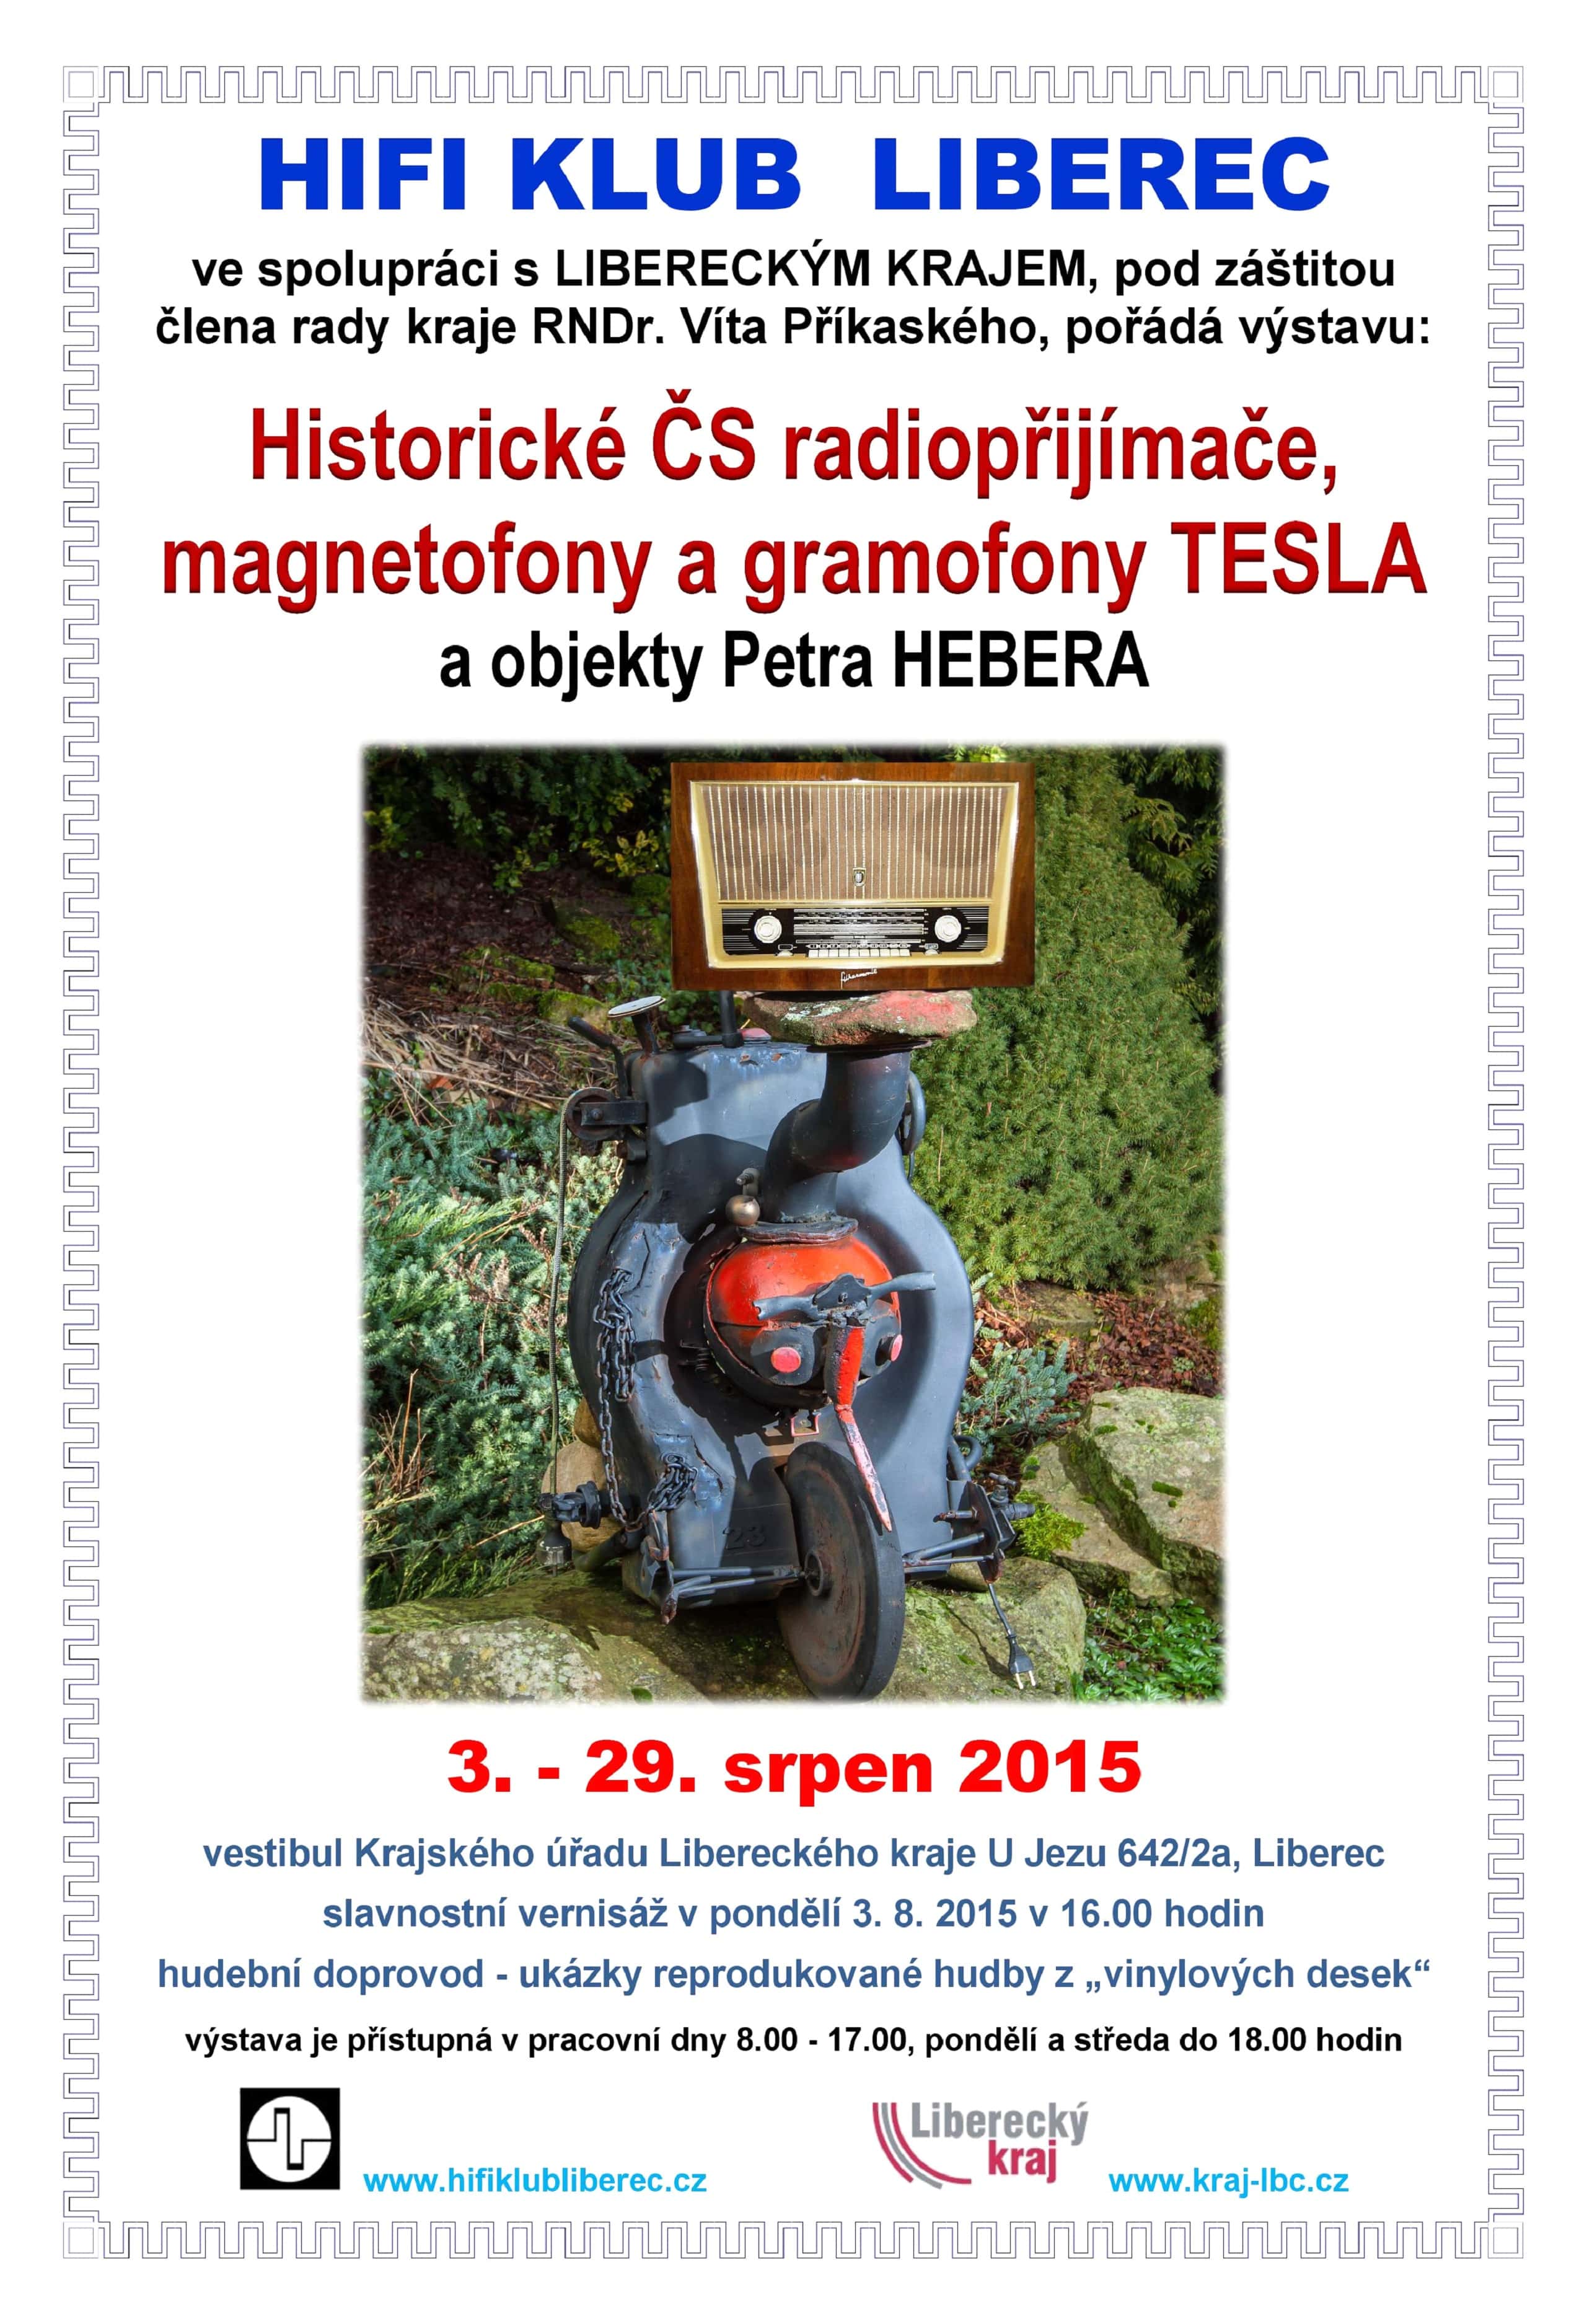 HIFI KLUB LIBEREC
ve spolupráci s LIBERECKÝM KRAJEM, pod záštitou
člena rady kraje RNDr. Víta Příkaského, pořádá výstavu:
Historické ČS radiopřijímače,
magnetofony a gramofony TESLA
a objekty Petra HEBERA
filharmonie
23
3. - 29. srpen 2015
vestibul Krajského úřadu Libereckého kraje U Jezu 642/2a, Liberec
slavnostní vernisáž v pondělí 3. 8. 2015 v 16.00 hodin
hudební doprovod - ukázky reprodukované hudby z „vinylových desek“
výstava je přístupná v pracovní dny 8.00 - 17.00, pondělí a středa do 18.00 hodin
www.hifiklubliberec.cz
Liberecký
kraj
www.kraj-lbc.cz